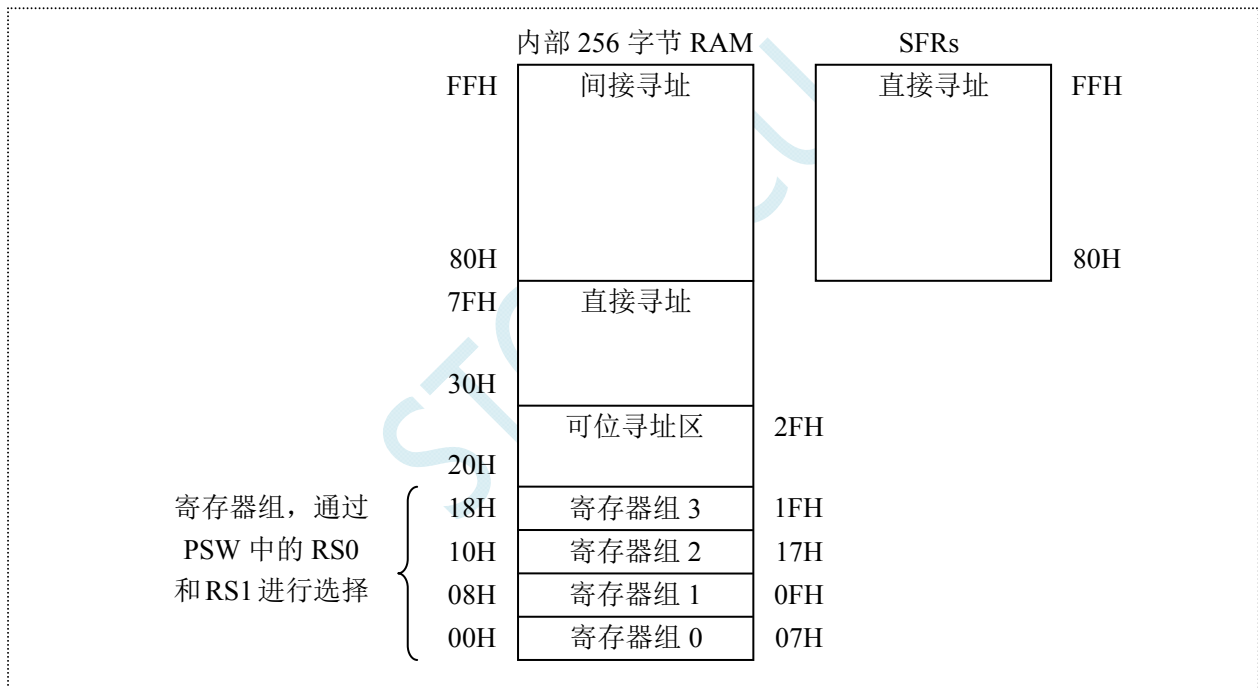 内部 256 字节 RAM SFRs
FFH 间接寻址 直接寻址 FFH
80H 80H
7FH 直接寻址
30H
可位寻址区 2FH
20H
寄存器组，通过 18H 寄存器组 3 1FH
PSW 中的 RS0 10H 寄存器组 2 17H
和RS1进行选择 08H 寄存器组 1 0FH
00H 寄存器组 0 07H